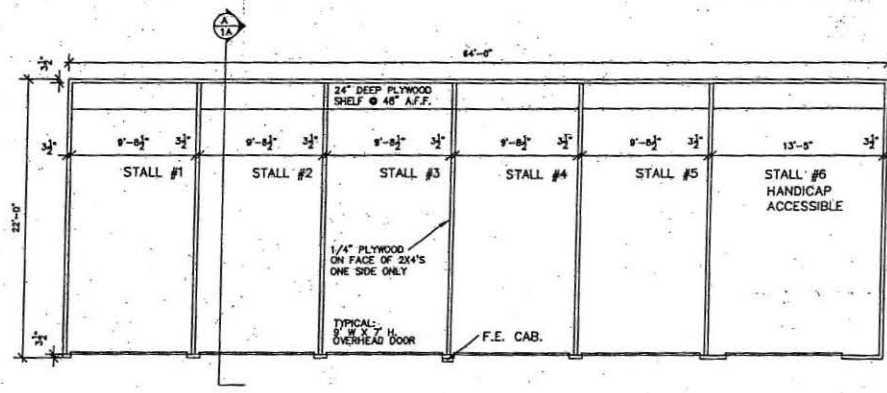 A
1A
64'-0"
3½"
24" DEEP PLYWOOD
SHELF @ 48" A.F.F.
3½" 9'-8½" 3½" 9'-8½" 3½" 9'-8½" 3½" 9'-8½" 3½" 9'-8½" 3½" 13'-5" 3½"
STALL #1 STALL #2 STALL #3 STALL #4 STALL #5 STALL #6
HANDICAP
ACCESSIBLE
22'-0"
1/4" PLYWOOD
ON FACE OF 2X4'S
ONE SIDE ONLY
TYPICAL:
9' W X 7' H.
OVERHEAD DOOR
F.E. CAB.
3½"